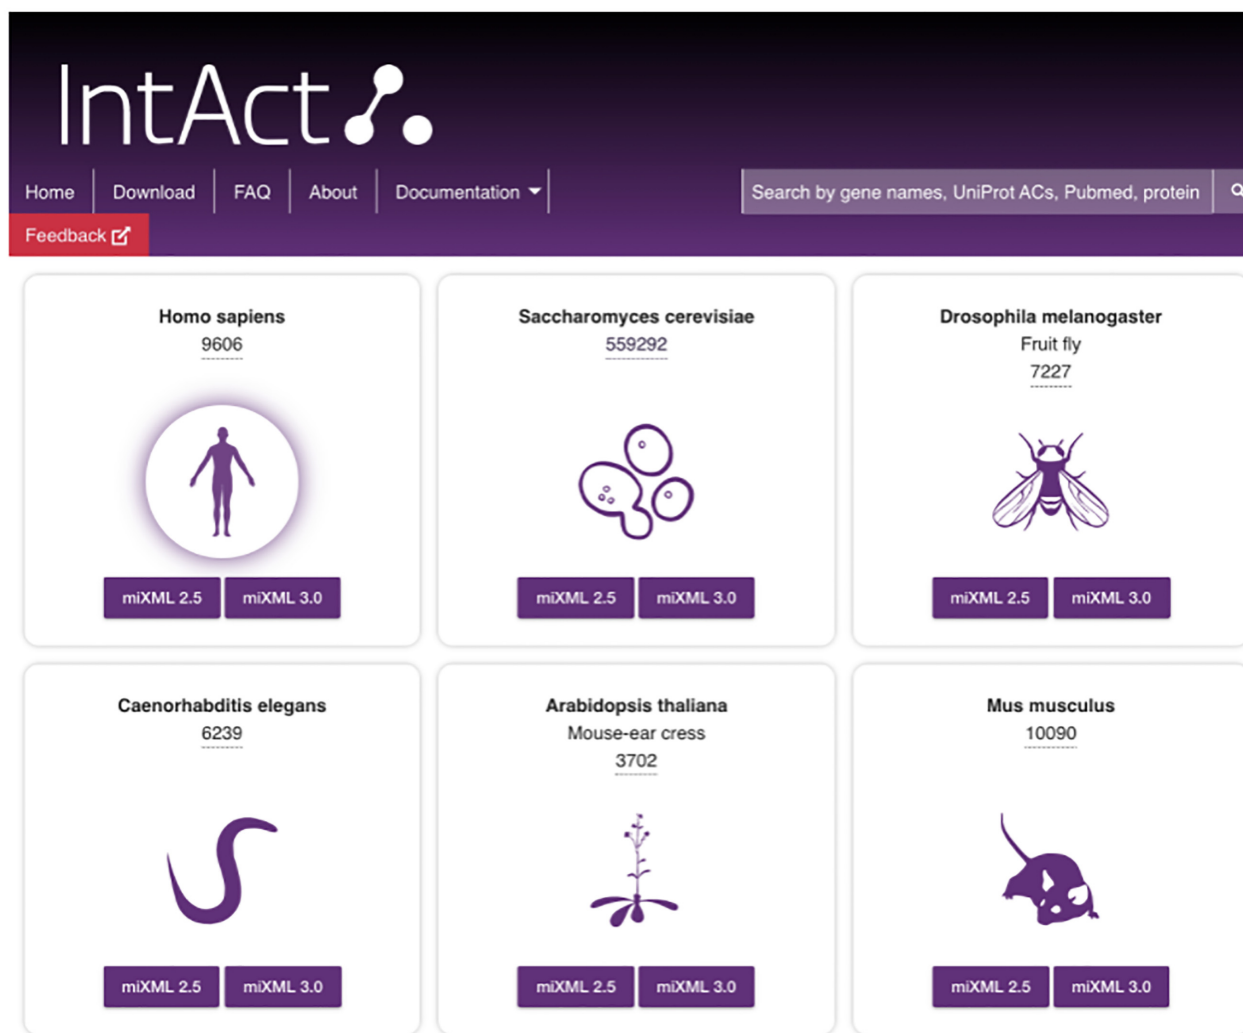 IntAct
Home Download FAQ About Documentation Search by gene names, UniProt ACs, Pubmed, protein
Feedback
Homo sapiens
9606
miXML 2.5 miXML 3.0
Saccharomyces cerevisiae
559292
miXML 2.5 miXML 3.0
Drosophila melanogaster
Fruit fly
7227
miXML 2.5 miXML 3.0
Caenorhabditis elegans
6239
miXML 2.5 miXML 3.0
Arabidopsis thaliana
Mouse-ear cress
3702
miXML 2.5 miXML 3.0
Mus musculus
10090
miXML 2.5 miXML 3.0